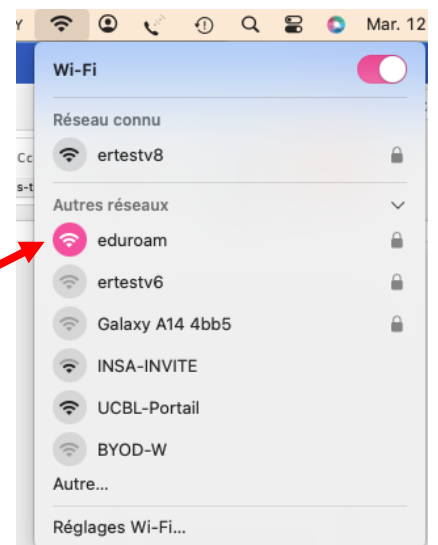 Y
Mar. 12
Wi-Fi
Réseau connu
Cc
ertestv8
s-t
Autres réseaux
eduroam
ertestv6
Galaxy A14 4bb5
INSA-INVITE
UCBL-Portail
BYOD-W
Autre...
Réglages Wi-Fi...